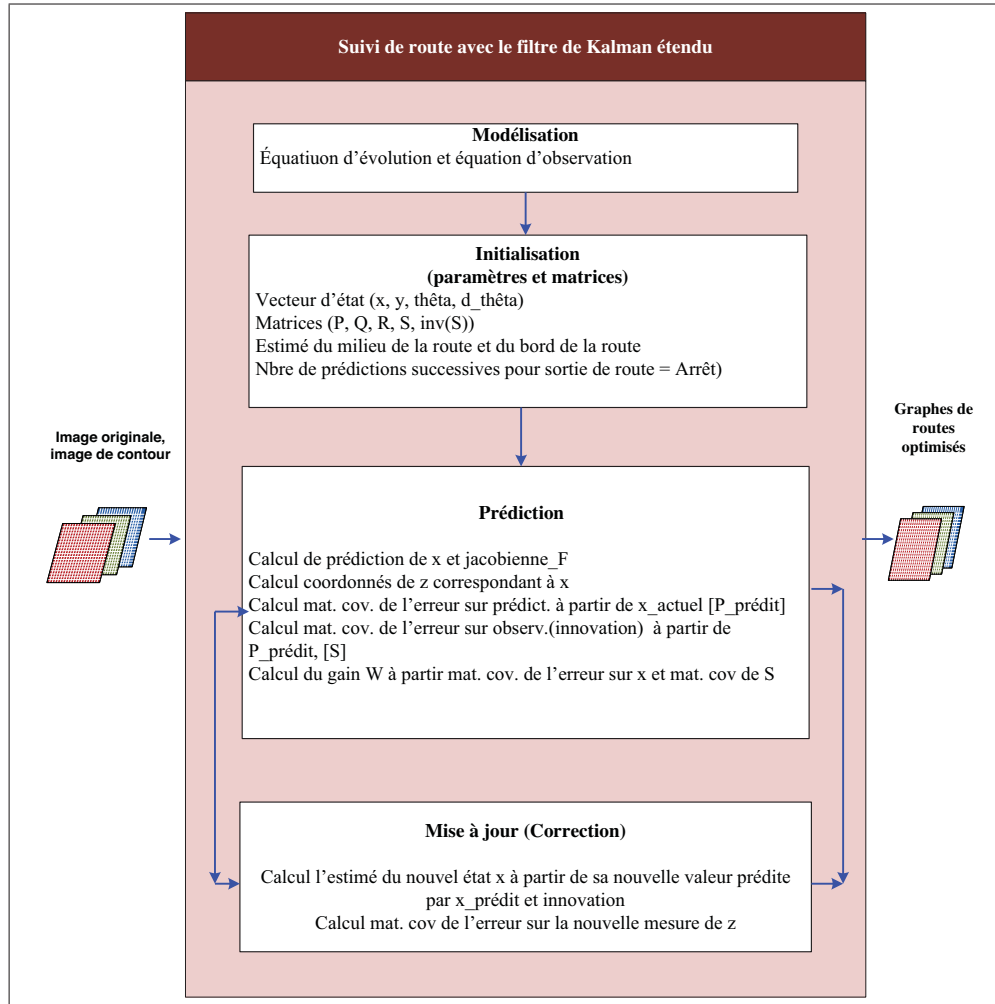 Suivi de route avec le filtre de Kalman étendu
Modélisation
Équatiuon d'évolution et équation d'observation
Initialisation
(paramètres et matrices)
Vecteur d'état (x, y, thêta, d_thêta)
Matrices (P, Q, R, S, inv(S))
Estimé du milieu de la route et du bord de la route
Nbre de prédictions successives pour sortie de route = Arrêt)
Image originale,
image de contour
Graphes de
routes
optimisés
Prédiction
Calcul de prédiction de x et jacobienne_F
Calcul coordonnés de z correspondant à x
Calcul mat. cov. de l'erreur sur prédict. à partir de x_actuel [P_prédit]
Calcul mat. cov. de l'erreur sur observ.(innovation) à partir de
P_prédit, [S]
Calcul du gain W à partir mat. cov. de l'erreur sur x et mat. cov de S
Mise à jour (Correction)
Calcul l'estimé du nouvel état x à partir de sa nouvelle valeur prédite
par x_prédit et innovation
Calcul mat. cov de l'erreur sur la nouvelle mesure de z